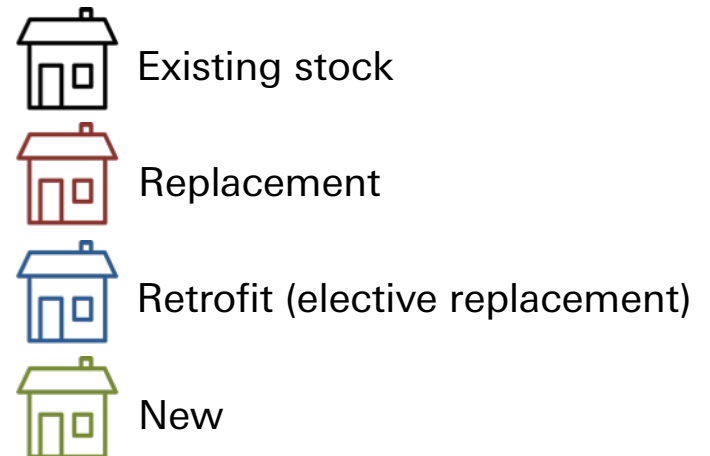 Existing stock
Replacement
Retrofit (elective replacement)
New